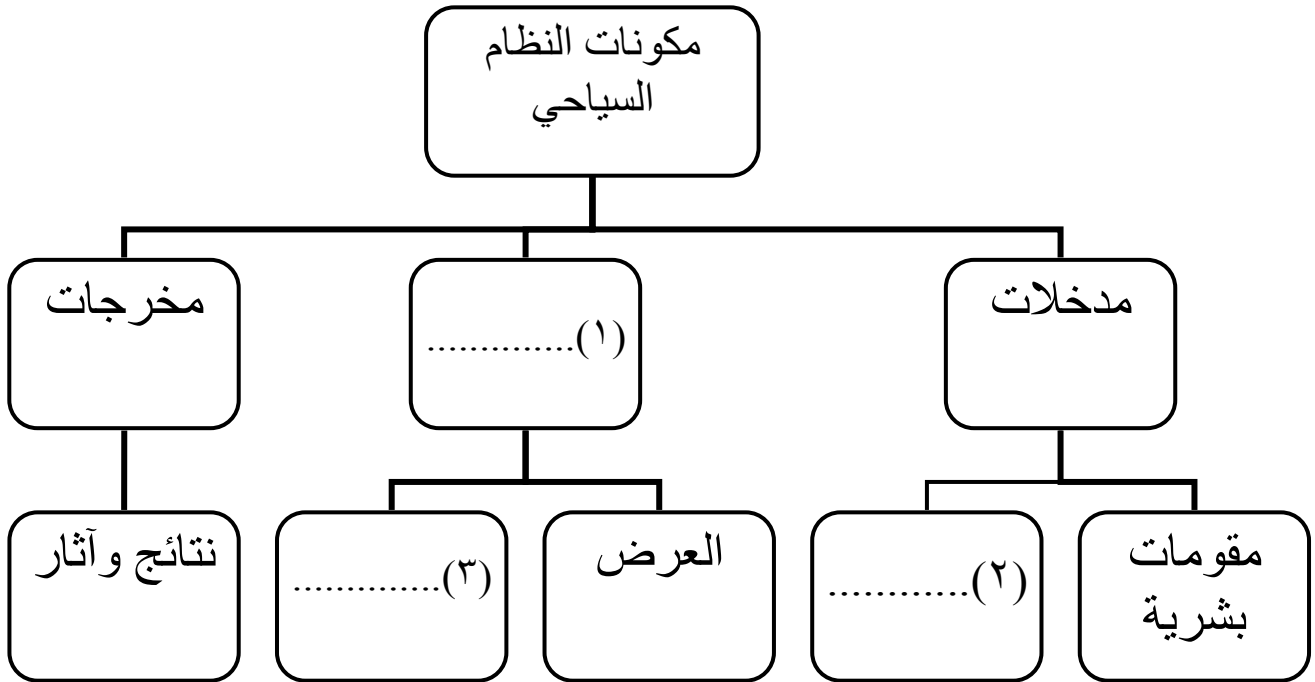 مكونات النظام
السياحي
مدخلات
(١)..............
مخرجات
مقومات
بشرية
(٢)............
العرض
(٣)..............
نتائج وآثار